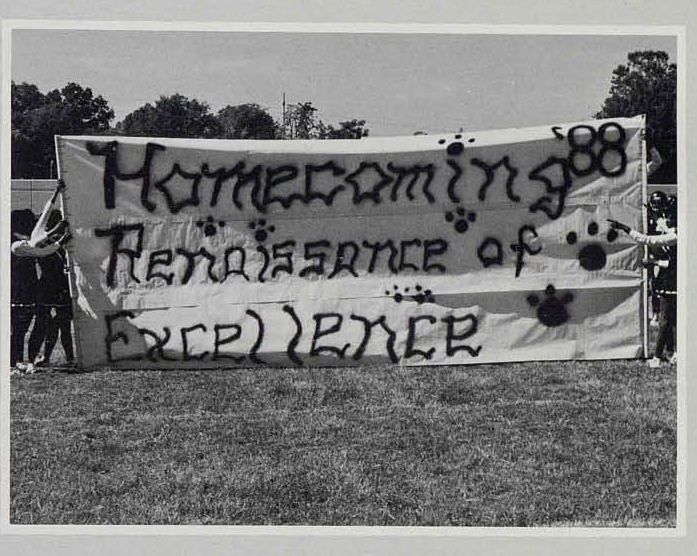 Homecoming '88
Renaissance of
Excellence